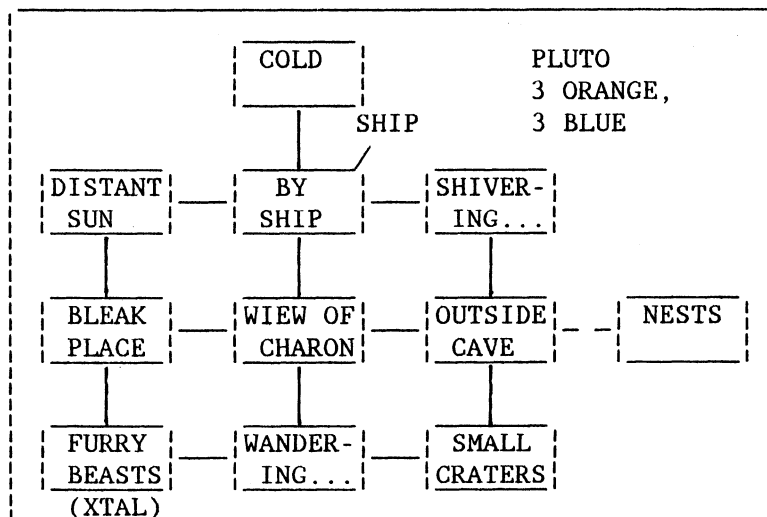 COLD
PLUTO
3 ORANGE,
3 BLUE
SHIP
DISTANT SUN
BY SHIP
SHIVER-
ING...
BLEAK PLACE
WIEW OF CHARON
OUTSIDE CAVE
NESTS
FURRY BEASTS
(XTAL)
WANDER-
ING...
SMALL CRATERS